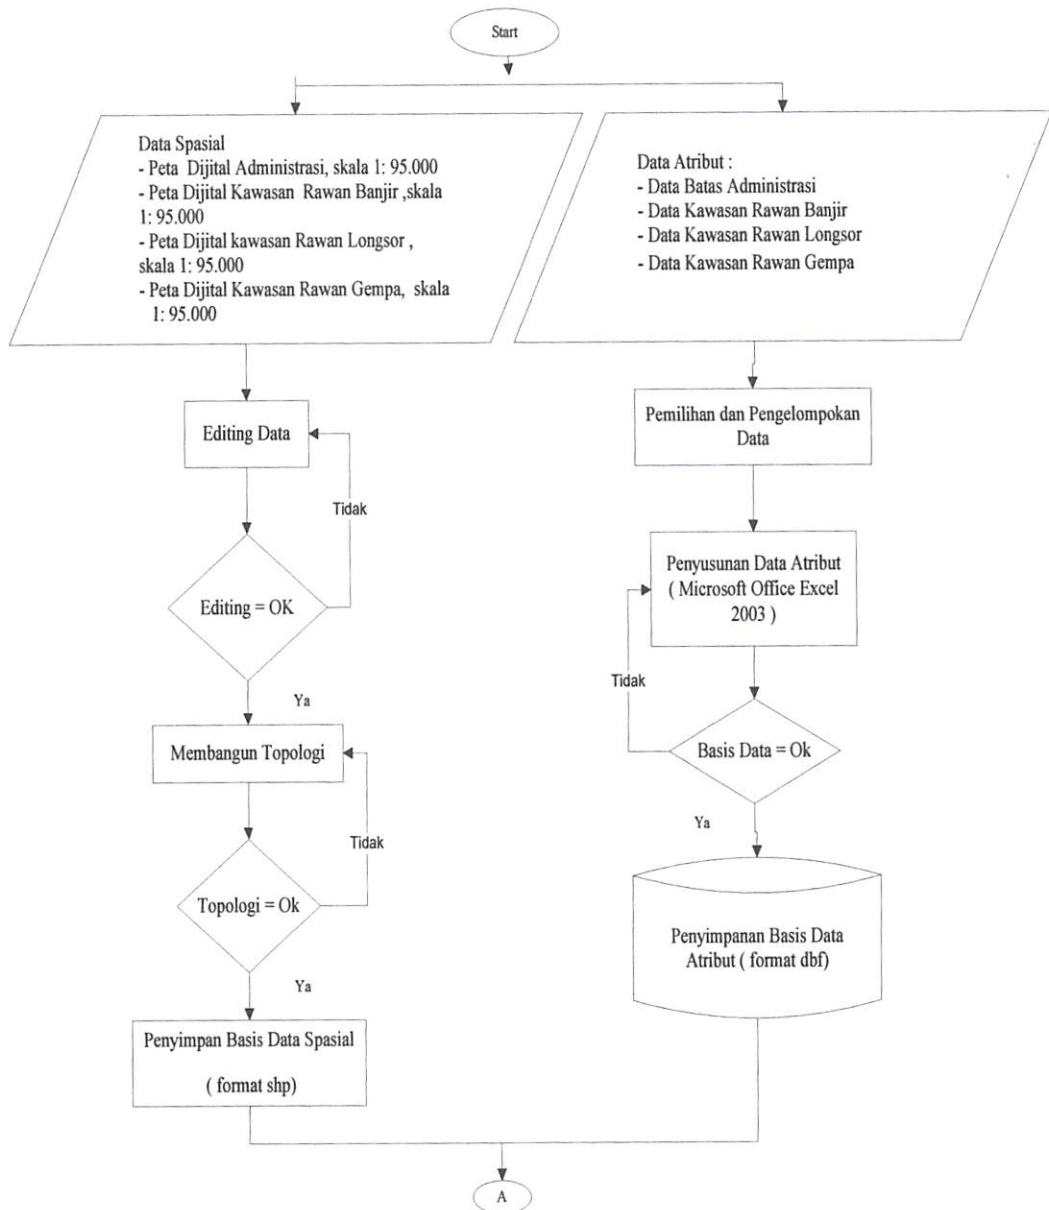 Start
Data Spasial
- Peta Dijital Administrasi, skala 1: 95.000
- Peta Dijital Kawasan Rawan Banjir ,skala
1: 95.000
- Peta Dijital kawasan Rawan Longsor ,
skala 1: 95.000
- Peta Dijital Kawasan Rawan Gempa, skala
1: 95.000
Data Atribut :
- Data Batas Administrasi
- Data Kawasan Rawan Banjir
- Data Kawasan Rawan Longsor
- Data Kawasan Rawan Gempa
Editing Data
Tidak
Editing = OK
Ya
Membangun Topologi
Tidak
Topologi = Ok
Ya
Penyimpan Basis Data Spasial
( format shp)
Pemilihan dan Pengelompokan
Data
Penyusunan Data Atribut
( Microsoft Office Excel
2003 )
Tidak
Basis Data = Ok
Ya
Penyimpanan Basis Data
Atribut ( format dbf)
A